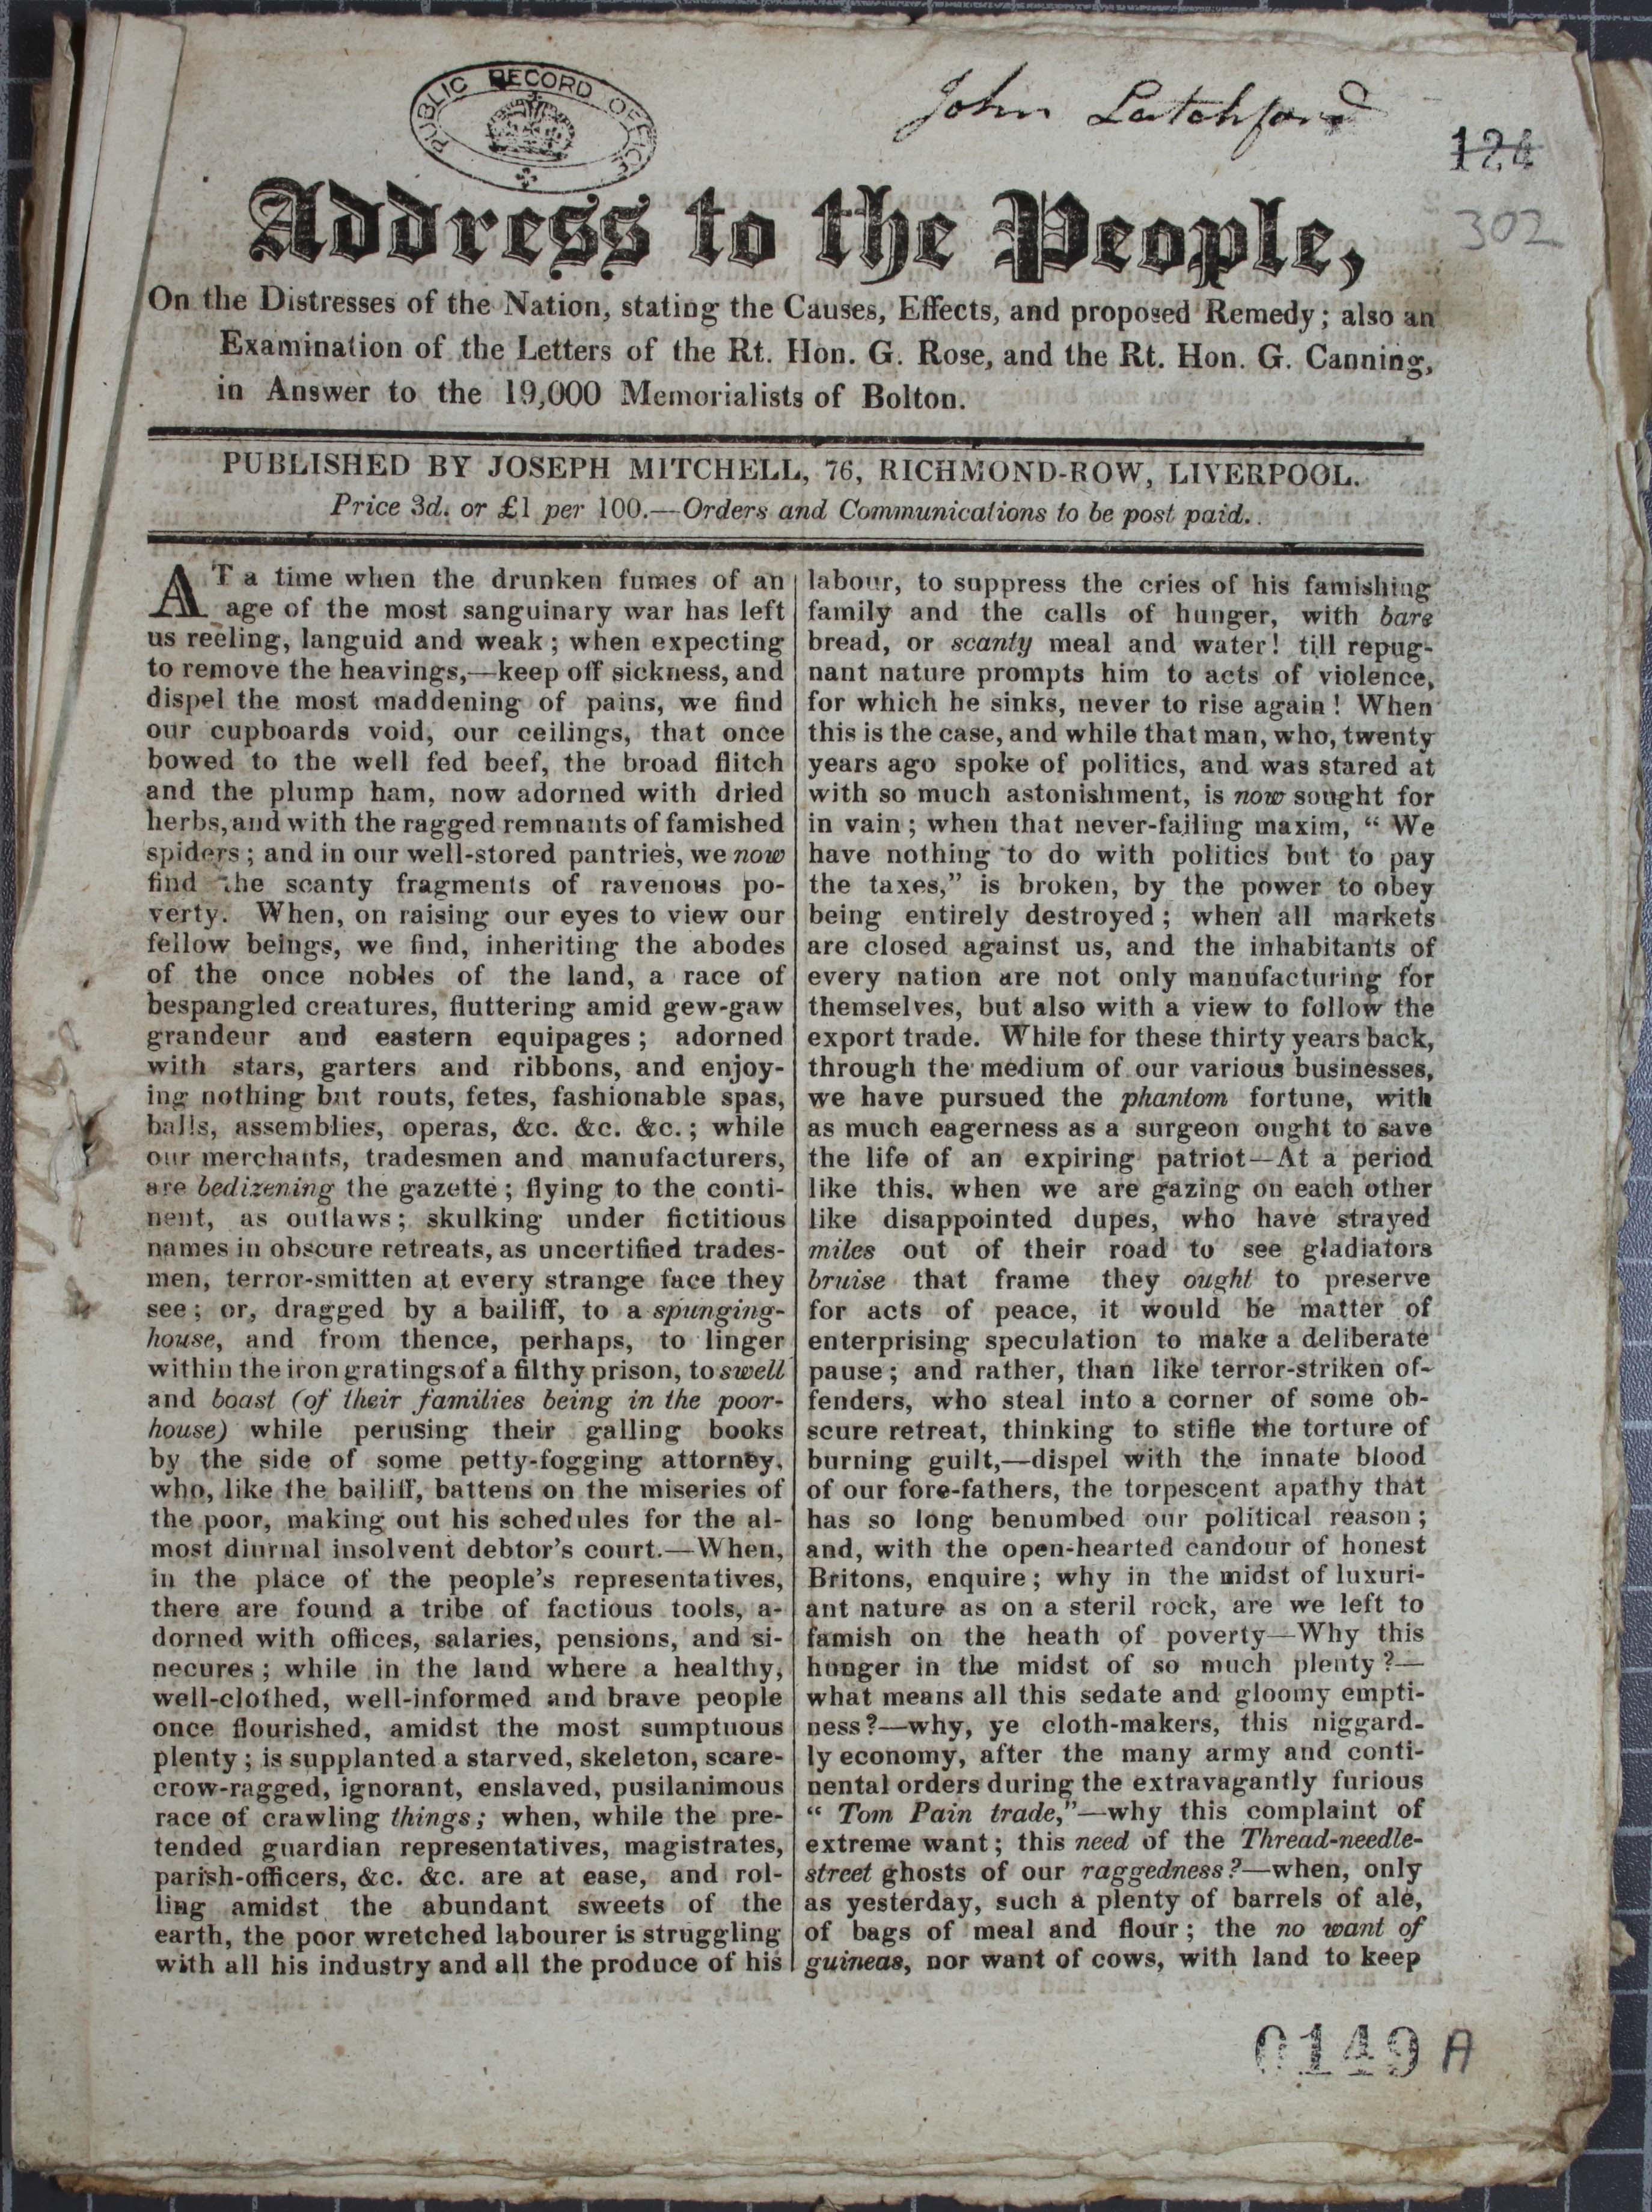 PUBLIC RECORD OFFICE
John Latchford
124
302
Address to the People,
On the Distresses of the Nation, stating the Causes, Effects, and proposed Remedy; also an
Examination of the Letters of the Rt. Hon. G. Rose, and the Rt. Hon. G. Canning,
in Answer to the 19,000 Memorialists of Bolton.
PUBLISHED BY JOSEPH MITCHELL, 76, RICHMOND-ROW, LIVERPOOL.
Price 3d. or £1 per 100.—Orders and Communications to be post paid.
AT a time when the drunken fumes of an
age of the most sanguinary war has left
us reeling, languid and weak; when expecting
to remove the heavings,—keep off sickness, and
dispel the most maddening of pains, we find
our cupboards void, our ceilings, that once
bowed to the well fed beef, the broad flitch
and the plump ham, now adorned with dried
herbs, and with the ragged remnants of famished
spiders; and in our well-stored pantries, we now
find the scanty fragments of ravenous po-
verty. When, on raising our eyes to view our
fellow beings, we find, inheriting the abodes
of the once nobles of the land, a race of
bespangled creatures, fluttering amid gew-gaw
grandeur and eastern equipages; adorned
with stars, garters and ribbons, and enjoy-
ing nothing but routs, fetes, fashionable spas,
balls, assemblies, operas, &c. &c. &c.; while
our merchants, tradesmen and manufacturers,
are bedizening the gazette; flying to the conti-
nent, as outlaws; skulking under fictitious
names in obscure retreats, as uncertified trades-
men, terror-smitten at every strange face they
see; or, dragged by a bailiff, to a spunging-
house, and from thence, perhaps, to linger
within the iron gratings of a filthy prison, to swell
and boast (of their families being in the poor-
house) while perusing their galling books
by the side of some petty-fogging attorney,
who, like the bailiff, battens on the miseries of
the poor, making out his schedules for the al-
most diurnal insolvent debtor's court.—When,
in the place of the people's representatives,
there are found a tribe of factious tools, a-
dorned with offices, salaries, pensions, and si-
necures; while in the land where a healthy,
well-clothed, well-informed and brave people
once flourished, amidst the most sumptuous
plenty; is supplanted a starved, skeleton, scare-
crow-ragged, ignorant, enslaved, pusilanimous
race of crawling things; when, while the pre-
tended guardian representatives, magistrates,
parish-officers, &c. &c. are at ease, and rol-
ling amidst the abundant sweets of the
earth, the poor wretched labourer is struggling
with all his industry and all the produce of his
labour, to suppress the cries of his famishing
family and the calls of hunger, with bare
bread, or scanty meal and water! till repug-
nant nature prompts him to acts of violence,
for which he sinks, never to rise again! When
this is the case, and while that man, who, twenty
years ago spoke of politics, and was stared at
with so much astonishment, is now sought for
in vain; when that never-failing maxim, “ We
have nothing to do with politics but to pay
the taxes,” is broken, by the power to obey
being entirely destroyed; when all markets
are closed against us, and the inhabitants of
every nation are not only manufacturing for
themselves, but also with a view to follow the
export trade. While for these thirty years back,
through the medium of our various businesses,
we have pursued the phantom fortune, with
as much eagerness as a surgeon ought to save
the life of an expiring patriot—At a period
like this, when we are gazing on each other
like disappointed dupes, who have strayed
miles out of their road to see gladiators
bruise that frame they ought to preserve
for acts of peace, it would be matter of
enterprising speculation to make a deliberate
pause; and rather, than like terror-striken of-
fenders, who steal into a corner of some ob-
scure retreat, thinking to stifle the torture of
burning guilt,—dispel with the innate blood
of our fore-fathers, the torpescent apathy that
has so long benumbed our political reason;
and, with the open-hearted candour of honest
Britons, enquire; why in the midst of luxuri-
ant nature as on a steril rock, are we left to
famish on the heath of poverty—Why this
hunger in the midst of so much plenty?—
what means all this sedate and gloomy empti-
ness?—why, ye cloth-makers, this niggard-
ly economy, after the many army and conti-
nental orders during the extravagantly furious
“ Tom Pain trade,”—why this complaint of
extreme want; this need of the Thread-needle-
street ghosts of our raggedness?—when, only
as yesterday, such a plenty of barrels of ale,
of bags of meal and flour; the no want of
guineas, nor want of cows, with land to keep
0149 A